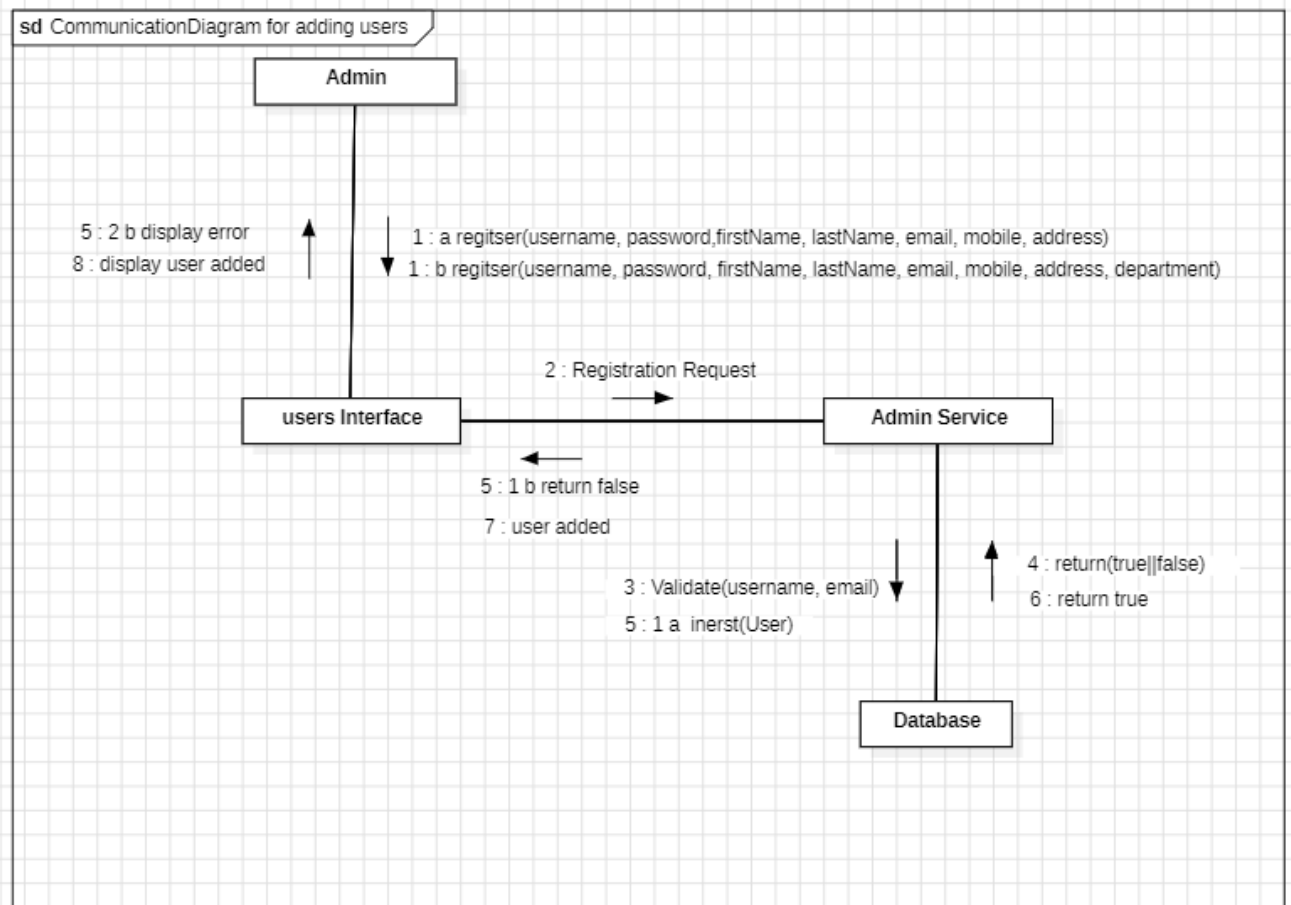 sd CommunicationDiagram for adding users
Admin
5 : 2 b display error
8 : display user added
1 : a regitser(username, password,firstName, lastName, email, mobile, address)
1 : b regitser(username, password, firstName, lastName, email, mobile, address, department)
2 : Registration Request
users Interface
Admin Service
5 : 1 b return false
7 : user added
3 : Validate(username, email)
5 : 1 a inerst(User)
4 : return(true||false)
6 : return true
Database